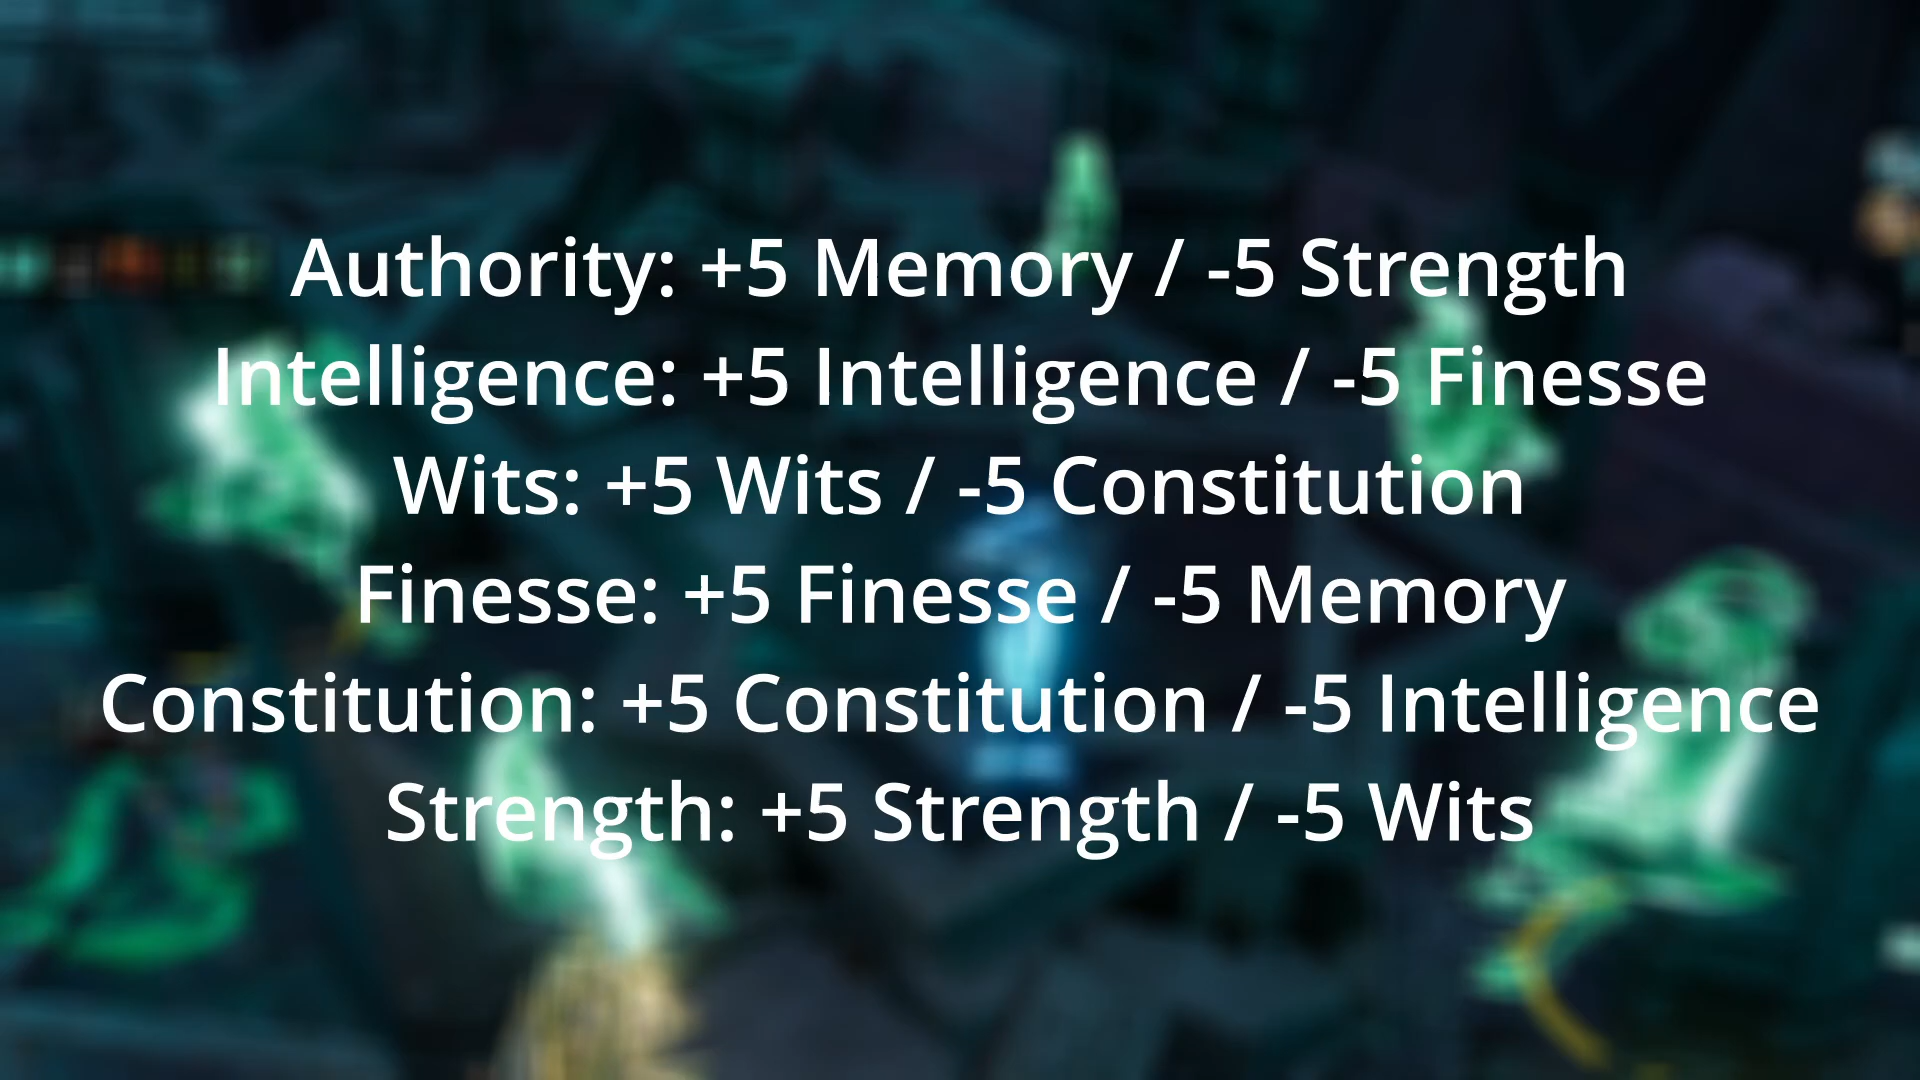 Authority: +5 Memory / -5 Strength
Intelligence: +5 Intelligence / -5 Finesse
Wits: +5 Wits / -5 Constitution
Finesse: +5 Finesse / -5 Memory
Constitution: +5 Constitution / -5 Intelligence
Strength: +5 Strength / -5 Wits